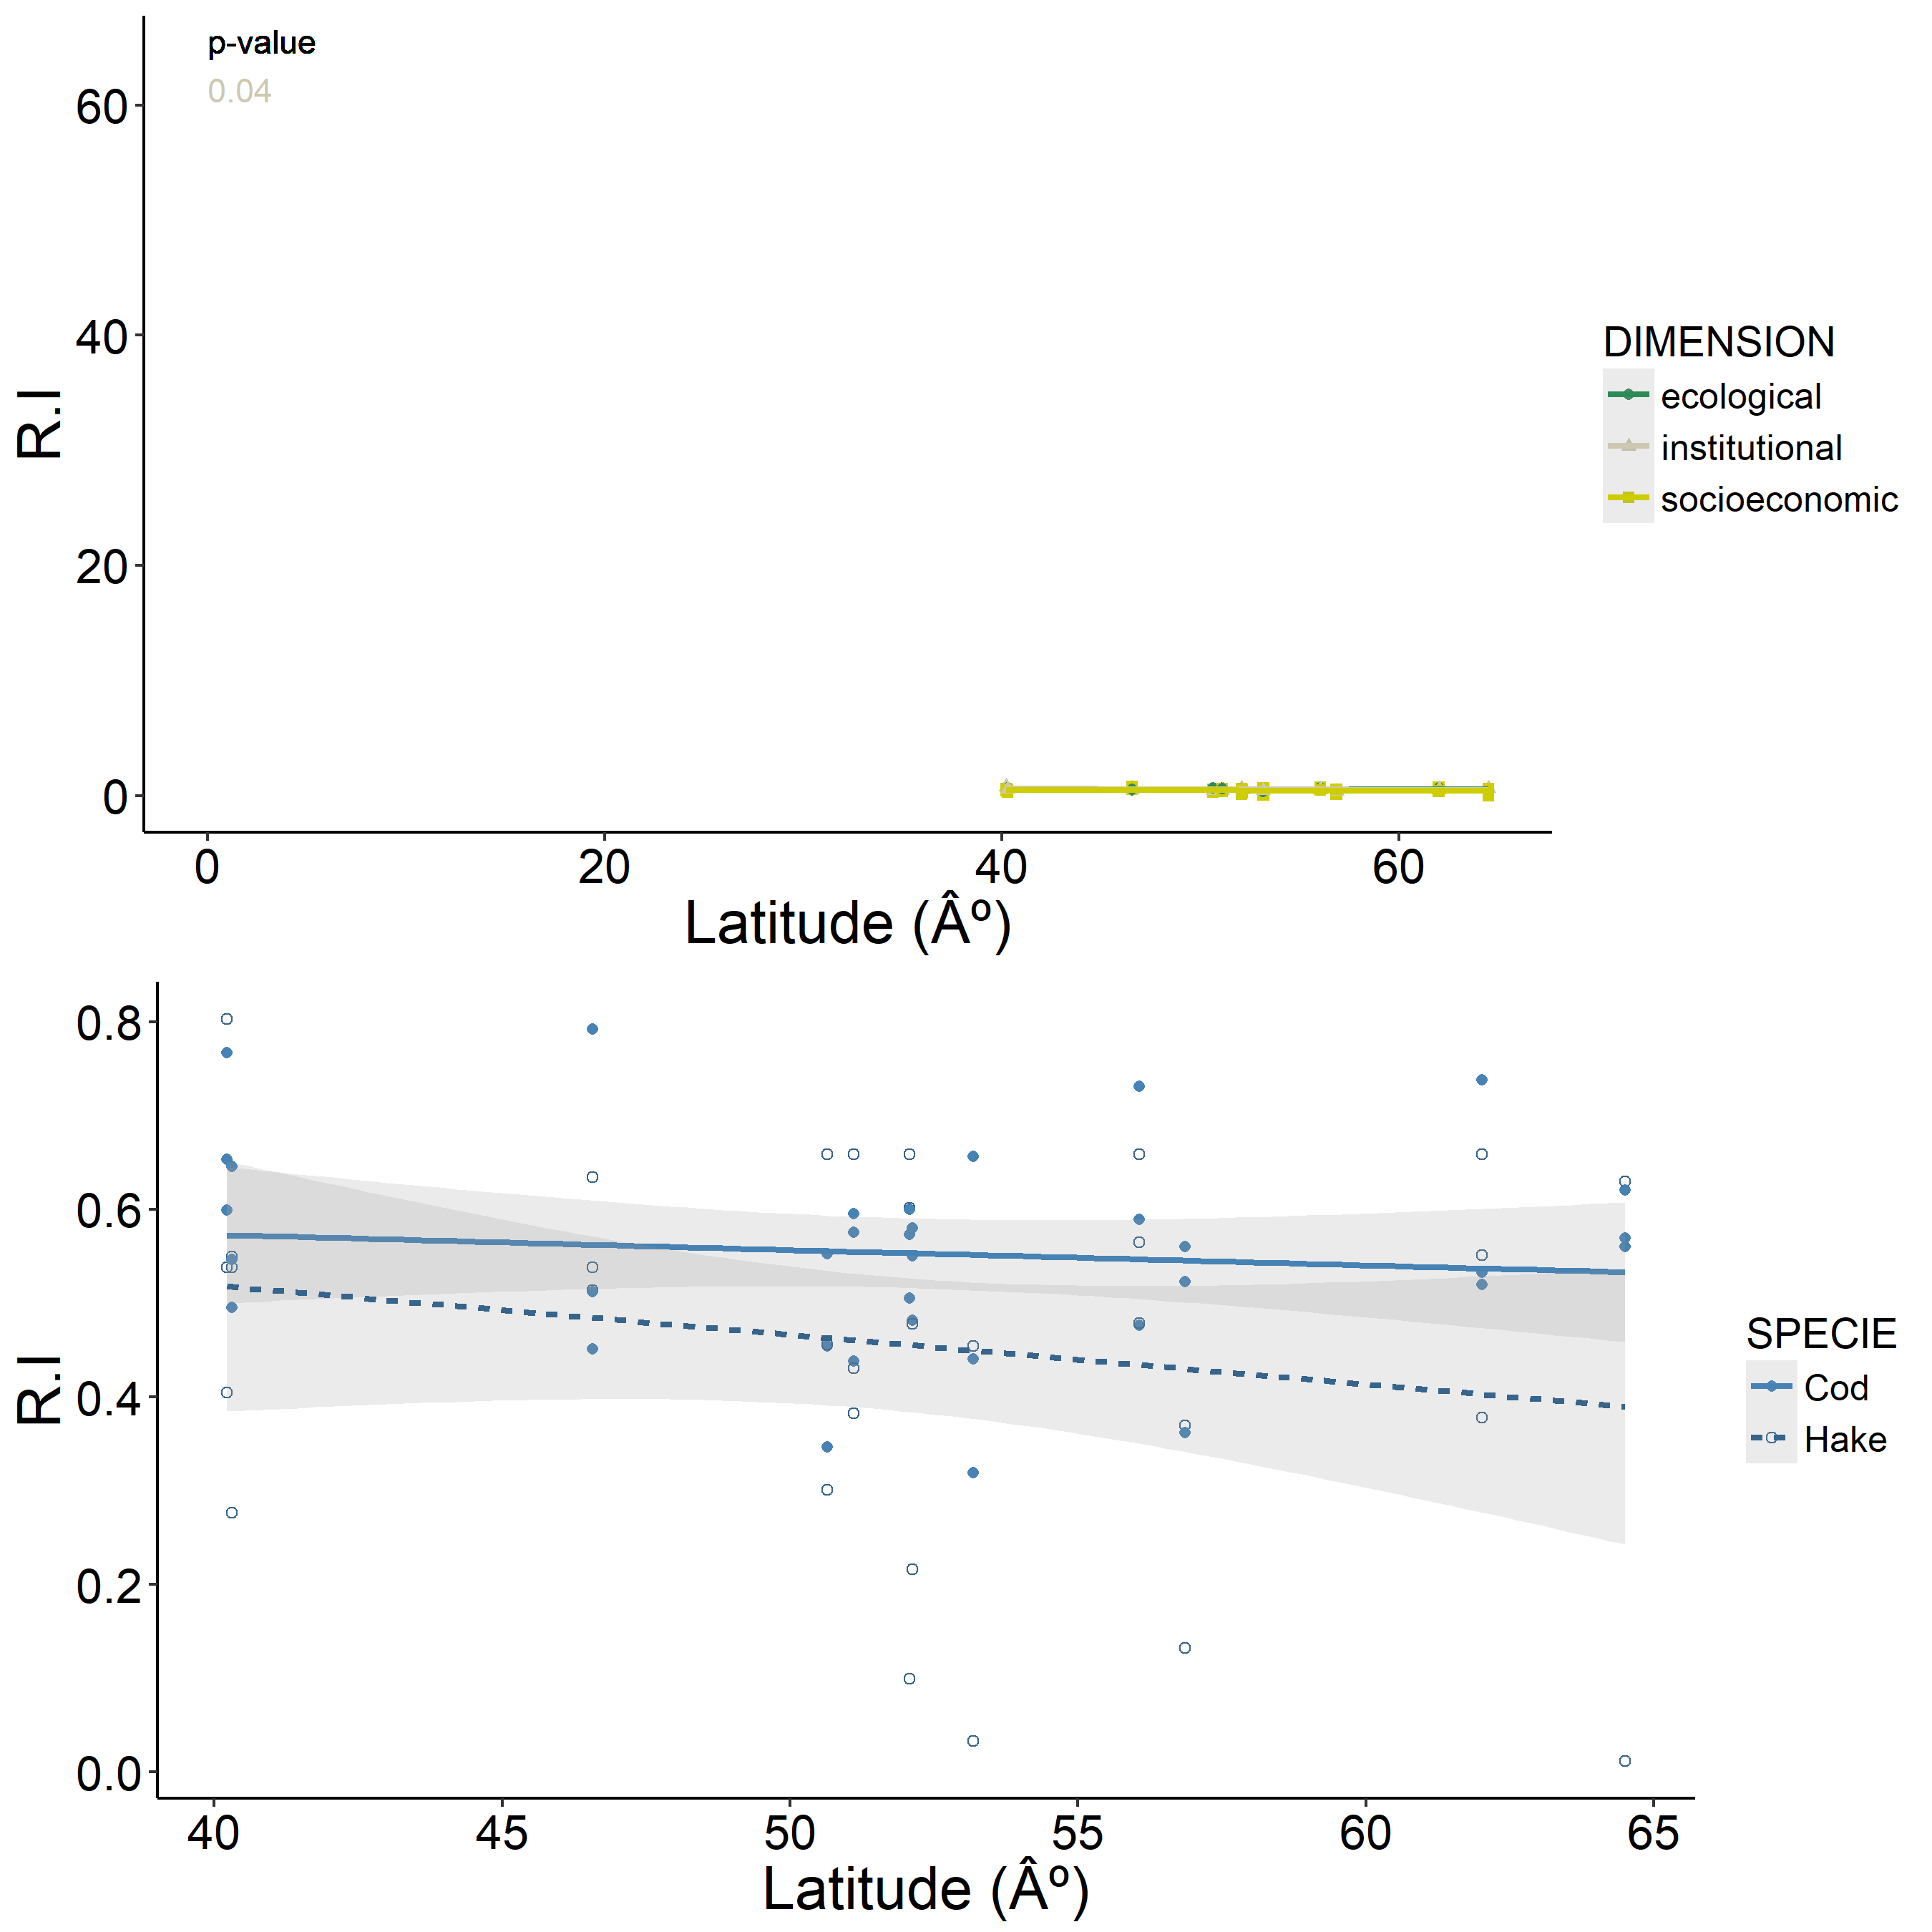 p-value
0.04
60
40
20
0
R.I
0 20 40 60
Latitude (Âº)
DIMENSION
ecological
institutional
socioeconomic
0.8
0.6
0.4
0.2
0.0
R.I
40 45 50 55 60 65
Latitude (Âº)
SPECIE
Cod
Hake